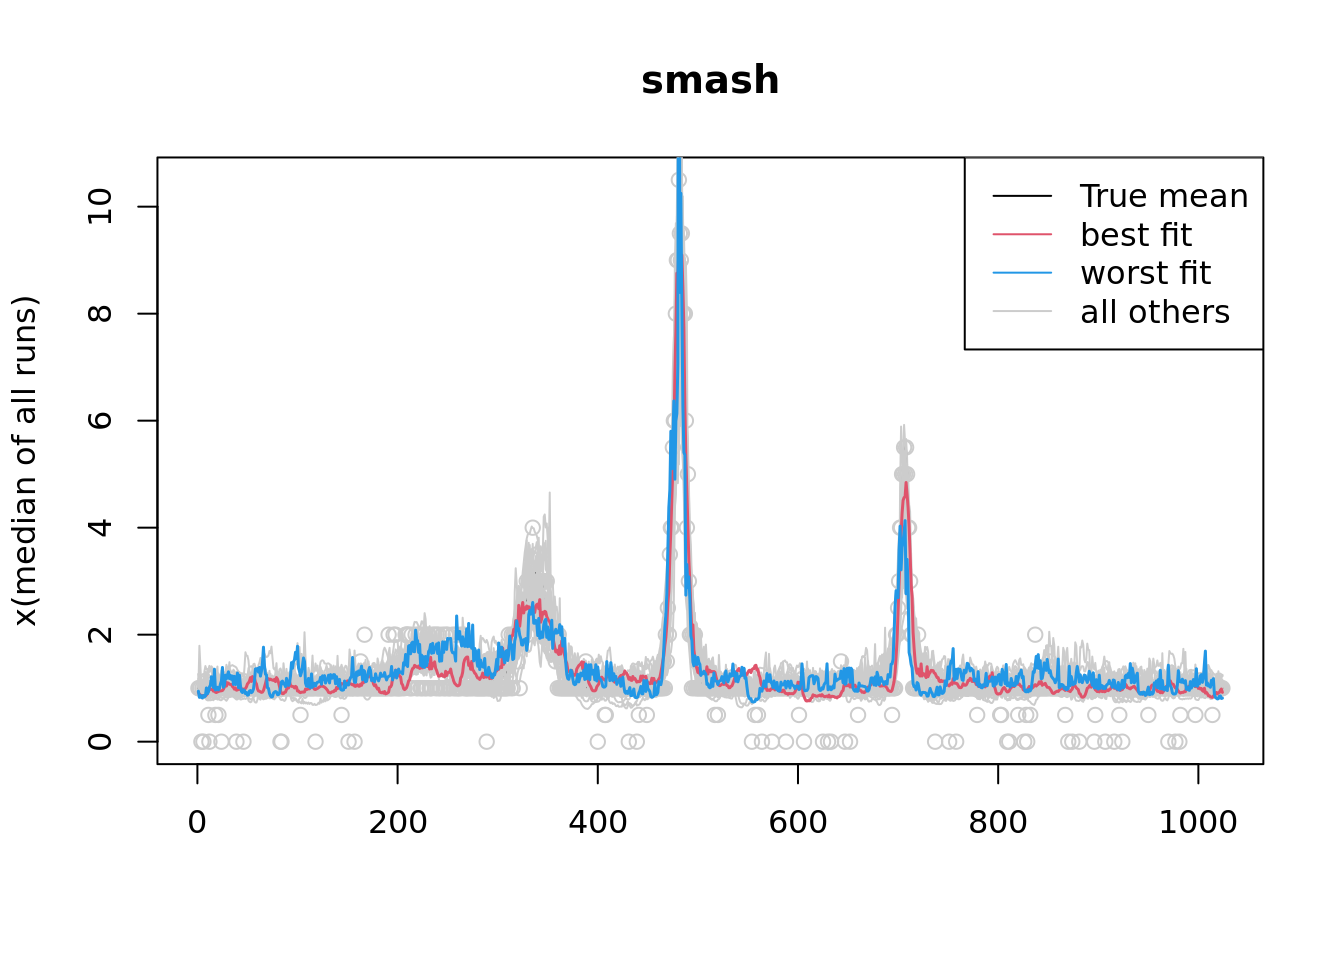 smash
x(median of all runs)
10
8
6
4
2
0
True mean
best fit
worst fit
all others
0 200 400 600 800 1000